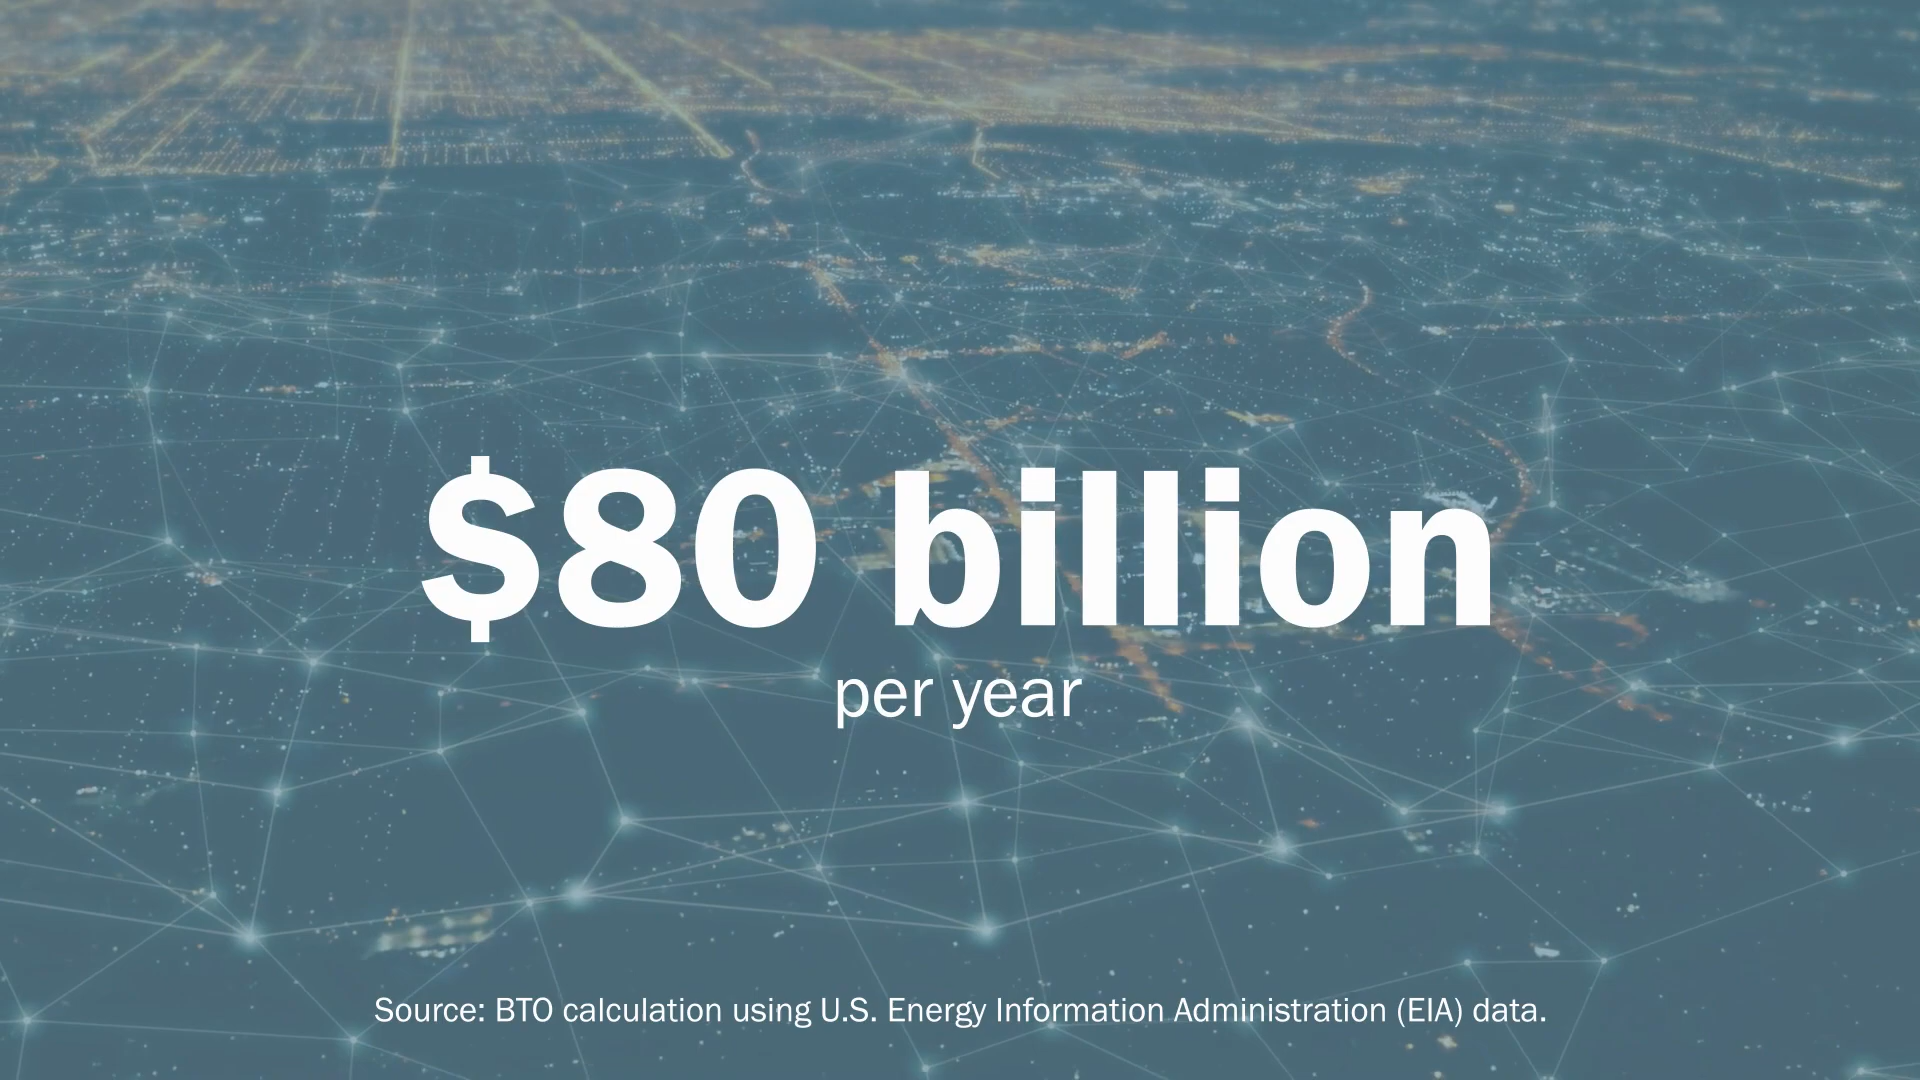 $80 billion
per year
Source: BTO calculation using U.S. Energy Information Administration (EIA) data.